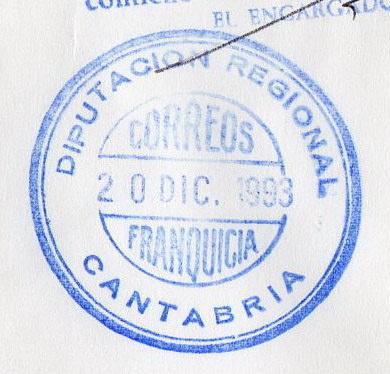 EL ENCARGADO
DIPUTACION REGIONAL
CORREOS
20 DIC. 1993
FRANQUICIA
CANTABRIA